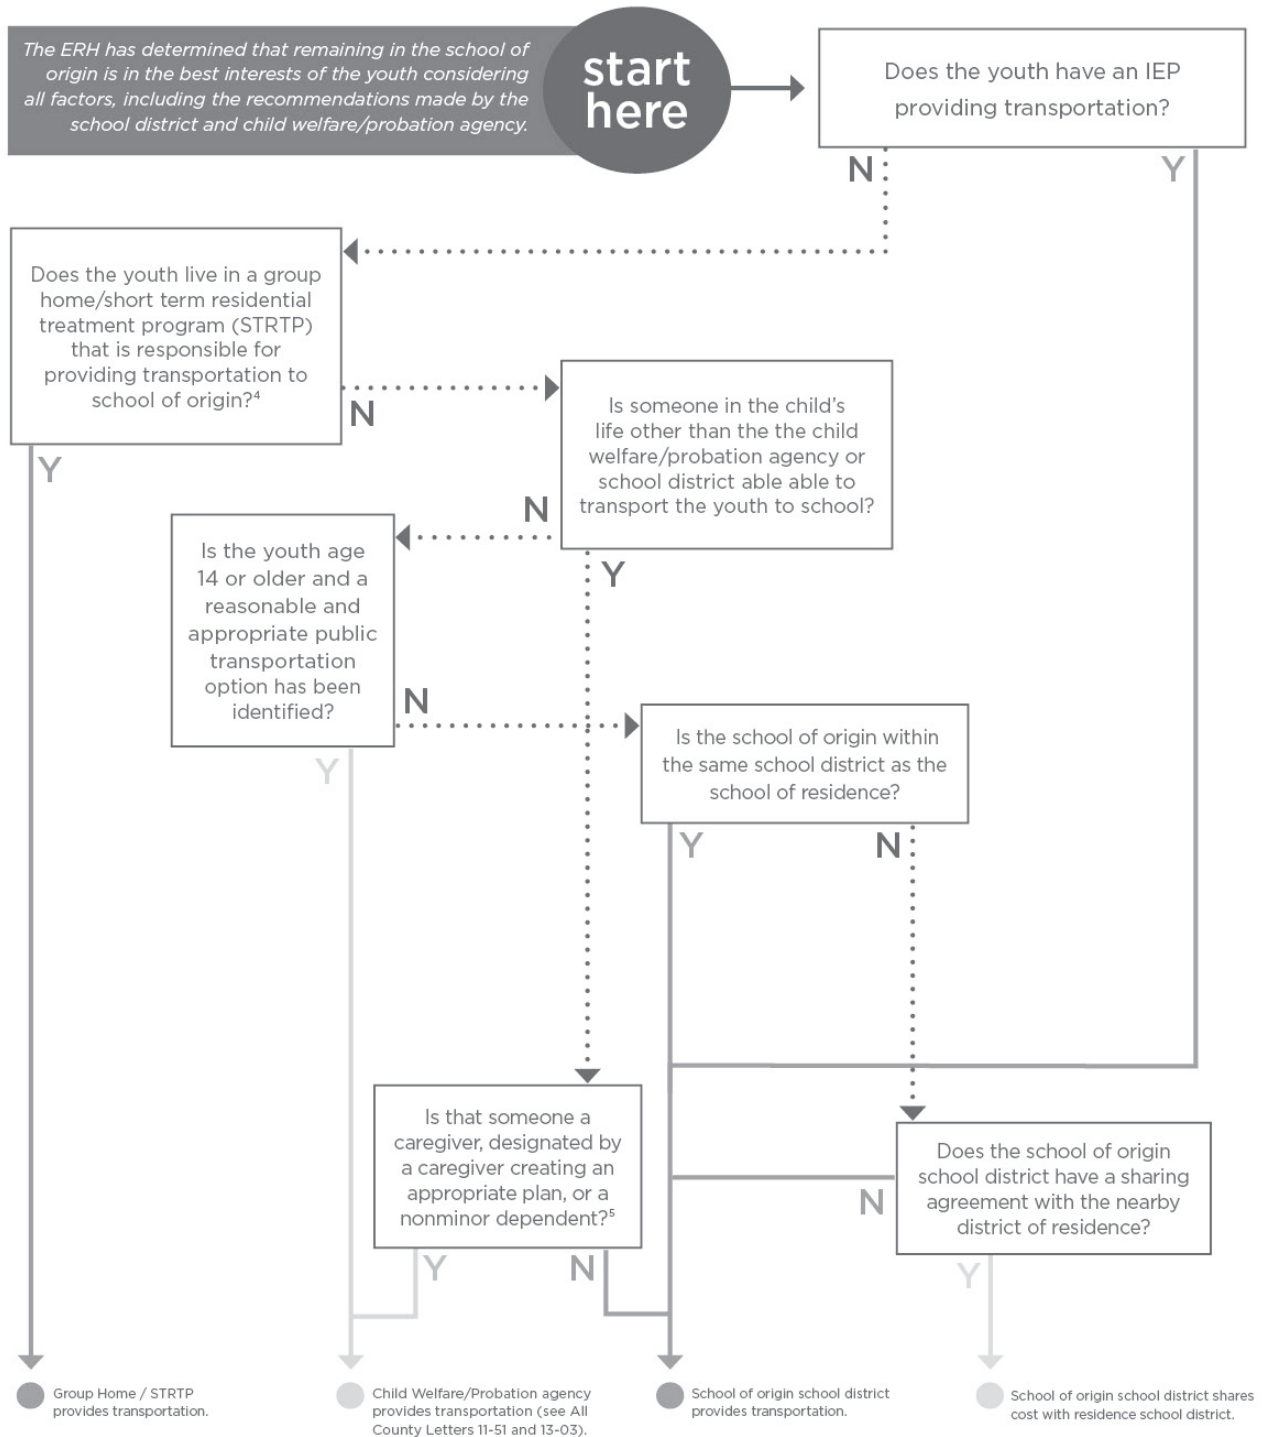 The ERH has determined that remaining in the school of
origin is in the best interests of the youth considering
all factors, including the recommendations made by the
school district and child welfare/probation agency.
start
here
Does the youth have an IEP
providing transportation?
N
Y
Does the youth live in a group
home/short term residential
treatment program (STRTP)
that is responsible for
providing transportation to
school of origin?⁴
N
Y
Is someone in the child's
life other than the the child
welfare/probation agency or
school district able able to
transport the youth to school?
N
Y
Is the youth age
14 or older and a
reasonable and
appropriate public
transportation
option has been
identified?
N
Y
Is the school of origin within
the same school district as the
school of residence?
Y
N
Is that someone a
caregiver, designated by
a caregiver creating an
appropriate plan, or a
nonminor dependent?⁵
Y
N
Does the school of origin
school district have a sharing
agreement with the nearby
district of residence?
N
Y
Group Home / STRTP
provides transportation.
Child Welfare/Probation agency
provides transportation (see All
County Letters 11-51 and 13-03).
School of origin school district
provides transportation.
School of origin school district shares
cost with residence school district.